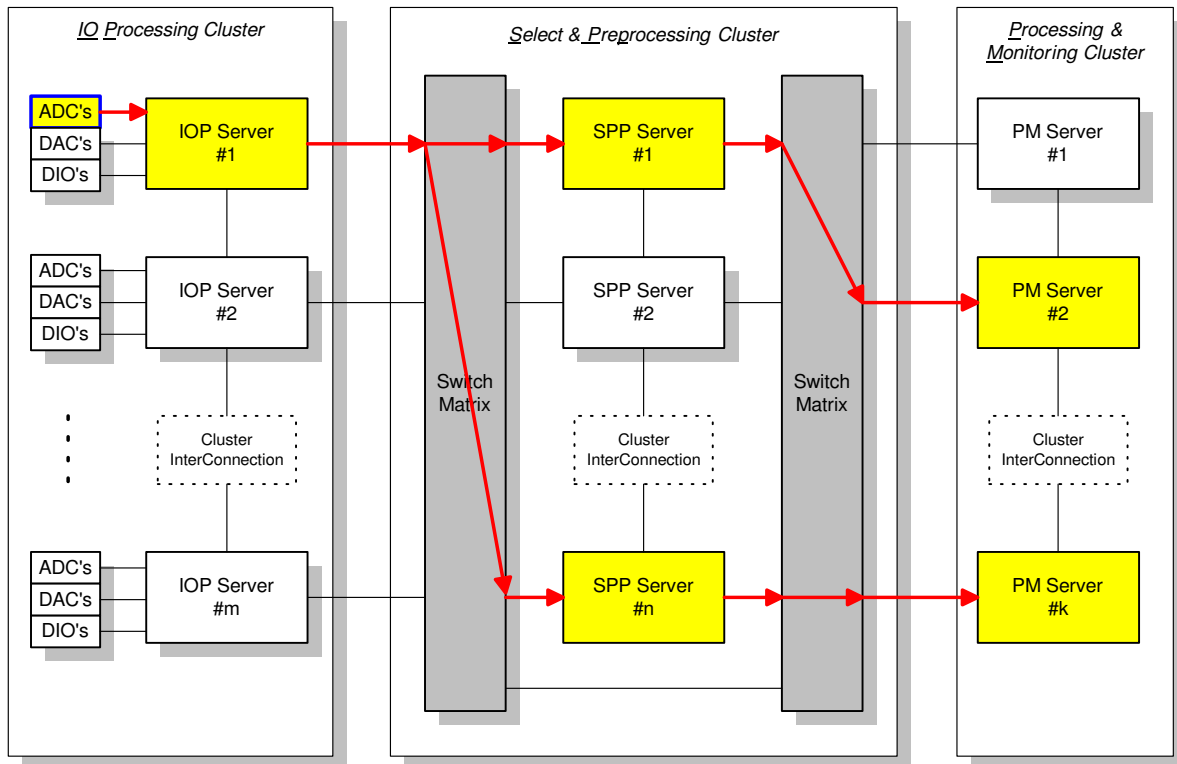 IO Processing Cluster
ADC's
DAC's
DIO's
IOP Server
#1
ADC's
DAC's
DIO's
IOP Server
#2
Cluster
InterConnection
ADC's
DAC's
DIO's
IOP Server
#m
Select & Preprocessing Cluster
Switch
Matrix
SPP Server
#1
SPP Server
#2
Cluster
InterConnection
SPP Server
#n
Switch
Matrix
Processing &
Monitoring Cluster
PM Server
#1
PM Server
#2
Cluster
InterConnection
PM Server
#k